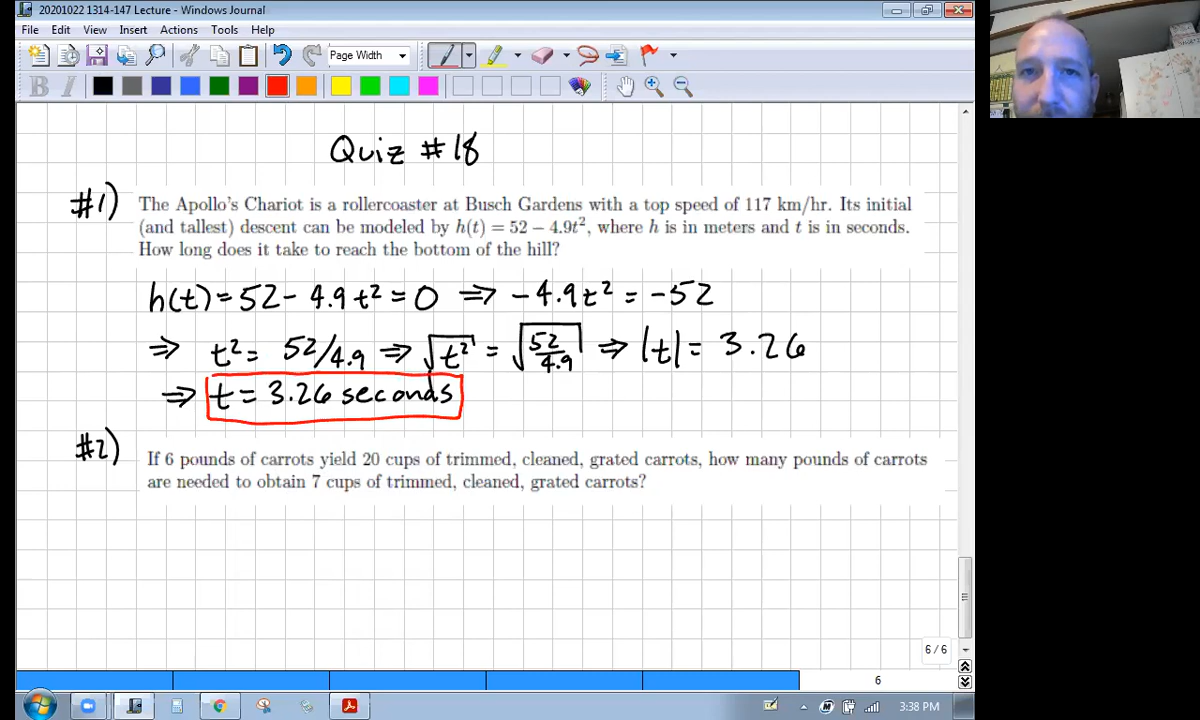 20201022 1314-147 Lecture - Windows Journal
File Edit View Insert Actions Tools Help
Page Width
B I
Quiz #18
#1) The Apollo's Chariot is a rollercoaster at Busch Gardens with a top speed of 117 km/hr. Its initial
(and tallest) descent can be modeled by h(t) = 52 − 4.9t², where h is in meters and t is in seconds.
How long does it take to reach the bottom of the hill?
h(t) = 52 - 4.9t² = 0 ⇒ -4.9t² = -52
⇒ t² = 52/4.9 ⇒ √t² = √(52/4.9) ⇒ |t| = 3.26
⇒ t = 3.26 seconds
#2) If 6 pounds of carrots yield 20 cups of trimmed, cleaned, grated carrots, how many pounds of carrots
are needed to obtain 7 cups of trimmed, cleaned, grated carrots?
6 / 6
6
3:38 PM